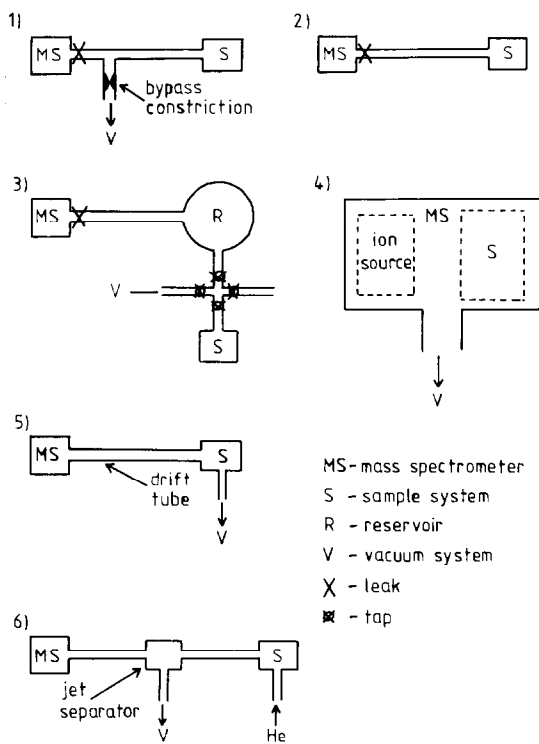 1)
MS
S
bypass
constriction
V
2)
MS
S
3)
MS
R
V
S
4)
MS
ion
source
S
V
5)
MS
S
drift
tube
V
6)
MS
S
jet
separator
V
He
MS - mass spectrometer
S - sample system
R - reservoir
V - vacuum system
- leak
- tap